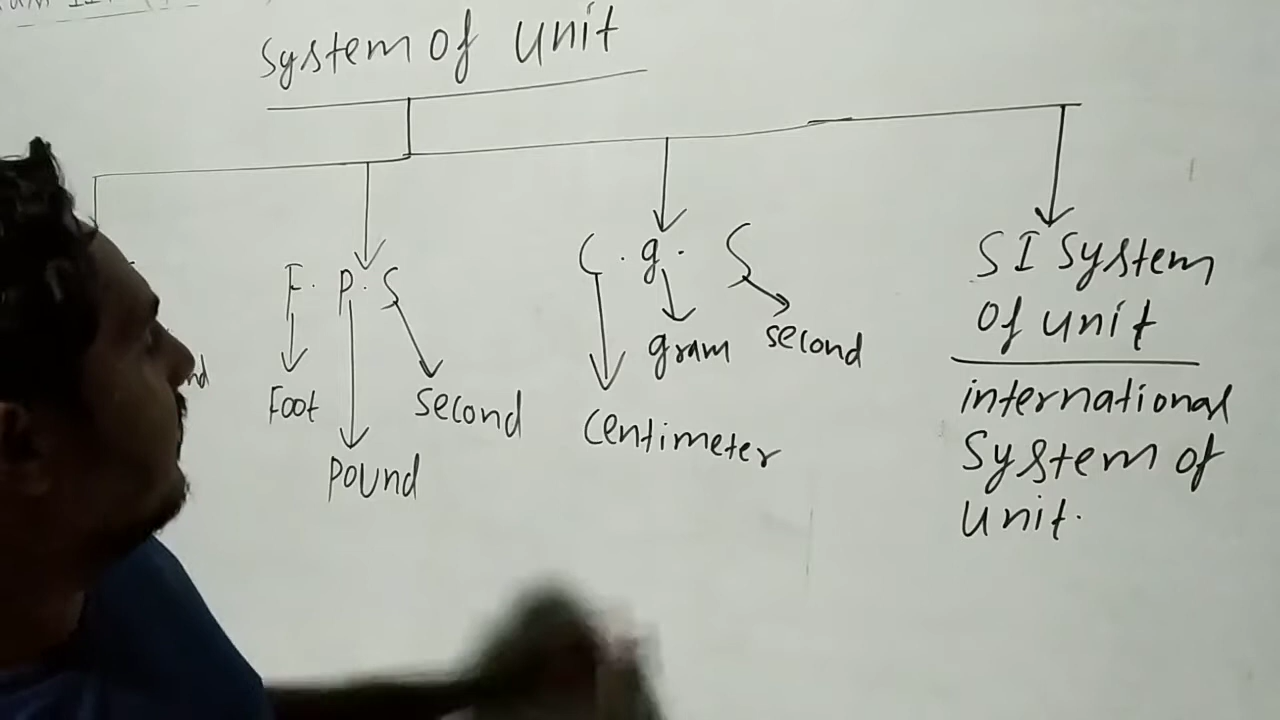 System of unit
F. P. S
Foot
Pound
Second
C. g. S
gram
second
centimeter
SI System
of unit
international
System of
unit.